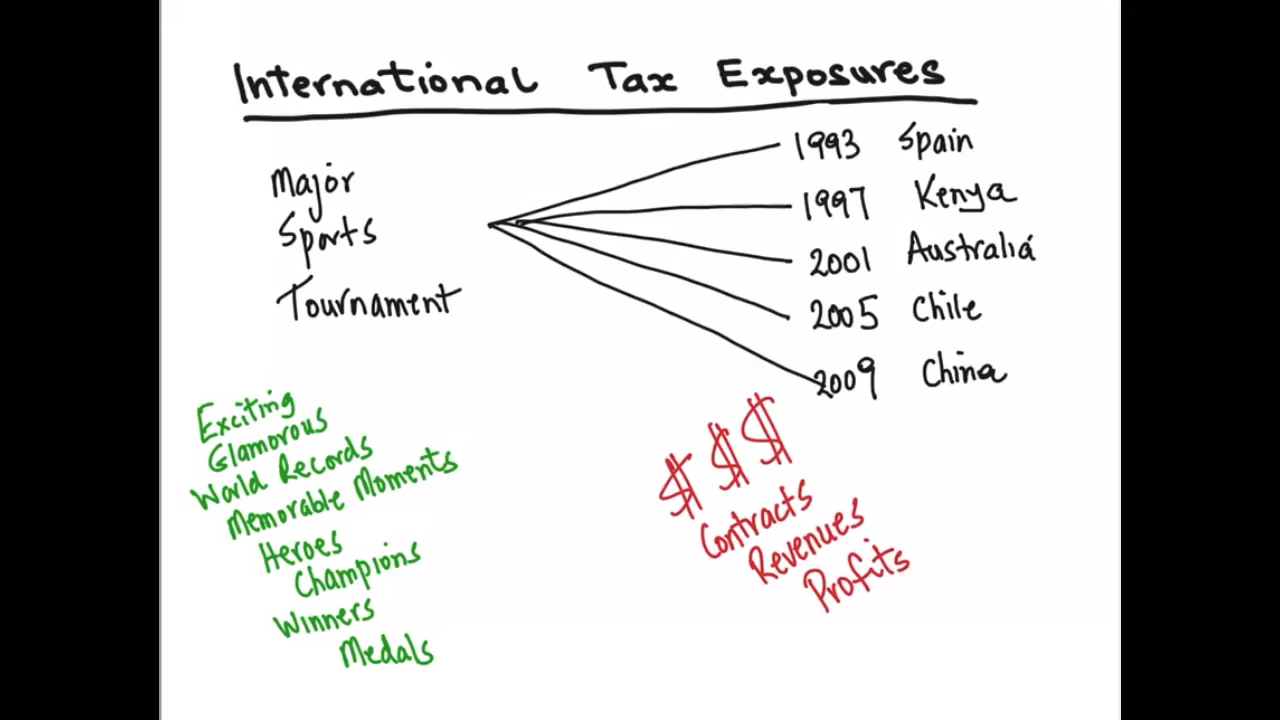 International Tax Exposures
Major
Sports
Tournament
1993 Spain
1997 Kenya
2001 Australia
2005 Chile
2009 China
Exciting
Glamorous
World Records
Memorable Moments
Heroes
Champions
Winners
Medals
$ $ $
Contracts
Revenues
Profits